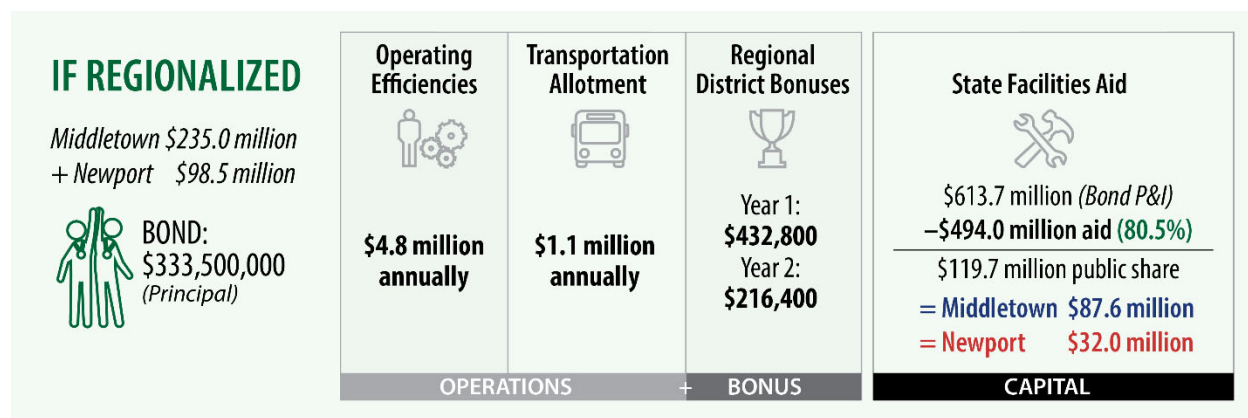 IF REGIONALIZED
Middletown $235.0 million
+ Newport $98.5 million
BOND:
$333,500,000
(Principal)
Operating
Efficiencies
$4.8 million
annually
Transportation
Allotment
$1.1 million
annually
Regional
District Bonuses
Year 1:
$432,800
Year 2:
$216,400
OPERATIONS + BONUS
State Facilities Aid
$613.7 million (Bond P&I)
–$494.0 million aid (80.5%)
$119.7 million public share
= Middletown $87.6 million
= Newport $32.0 million
CAPITAL